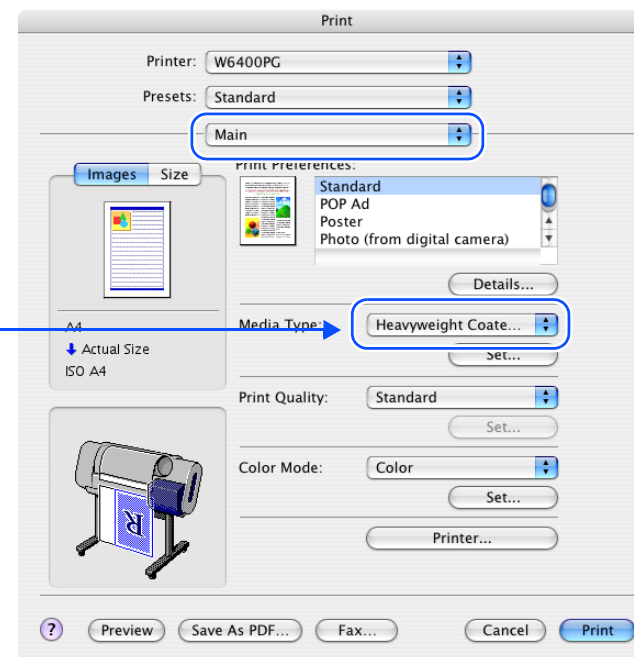 Print
Printer: W6400PG
Presets: Standard
Main
Images Size
Print Preferences:
Standard
POP Ad
Poster
Photo (from digital camera)
Details...
A4
Actual Size
ISO A4
Media Type: Heavyweight Coate...
Set...
Print Quality: Standard
Set...
Color Mode: Color
Set...
R
Printer...
? Preview Save As PDF... Fax... Cancel Print